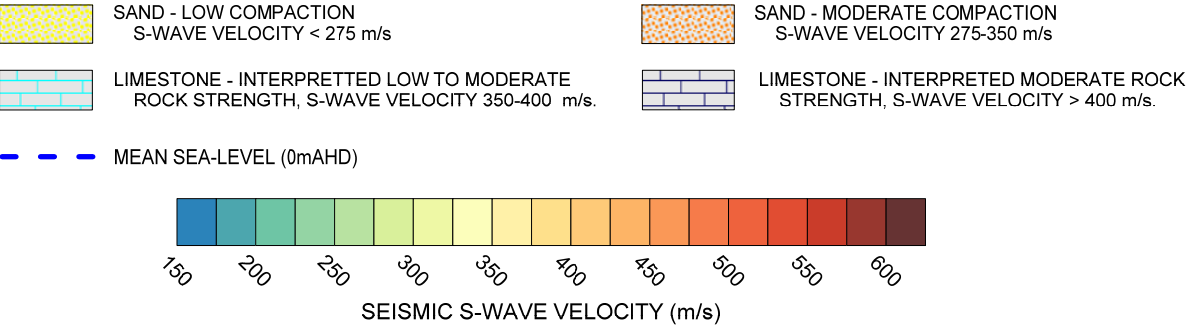 SAND - LOW COMPACTION
S-WAVE VELOCITY < 275 m/s
SAND - MODERATE COMPACTION
S-WAVE VELOCITY 275-350 m/s
LIMESTONE - INTERPRETTED LOW TO MODERATE
ROCK STRENGTH, S-WAVE VELOCITY 350-400 m/s.
LIMESTONE - INTERPRETED MODERATE ROCK
STRENGTH, S-WAVE VELOCITY > 400 m/s.
MEAN SEA-LEVEL (0mAHD)
150 200 250 300 350 400 450 500 550 600
SEISMIC S-WAVE VELOCITY (m/s)